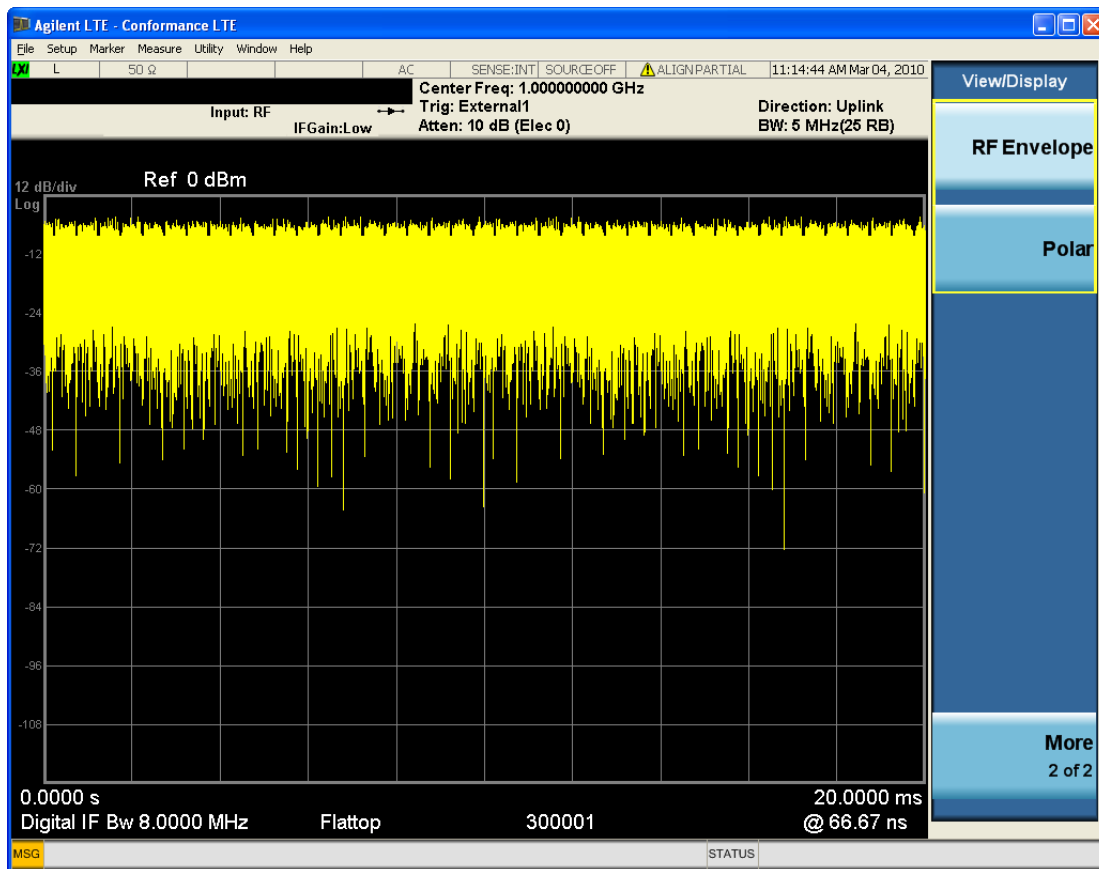 Agilent LTE - Conformance LTE
File Setup Marker Measure Utility Window Help
LXI L 50 Ω AC SENSE:INT SOURCE OFF ALIGN PARTIAL 11:14:44 AM Mar 04, 2010
Center Freq: 1.000000000 GHz
Input: RF Trig: External1 Direction: Uplink
IFGain:Low Atten: 10 dB (Elec 0) BW: 5 MHz(25 RB)
View/Display
RF Envelope
Polar
More
2 of 2
12 dB/div Ref 0 dBm
Log
-12
-24
-36
-48
-60
-72
-84
-96
-108
0.0000 s 20.0000 ms
Digital IF Bw 8.0000 MHz Flattop 300001 @ 66.67 ns
MSG STATUS